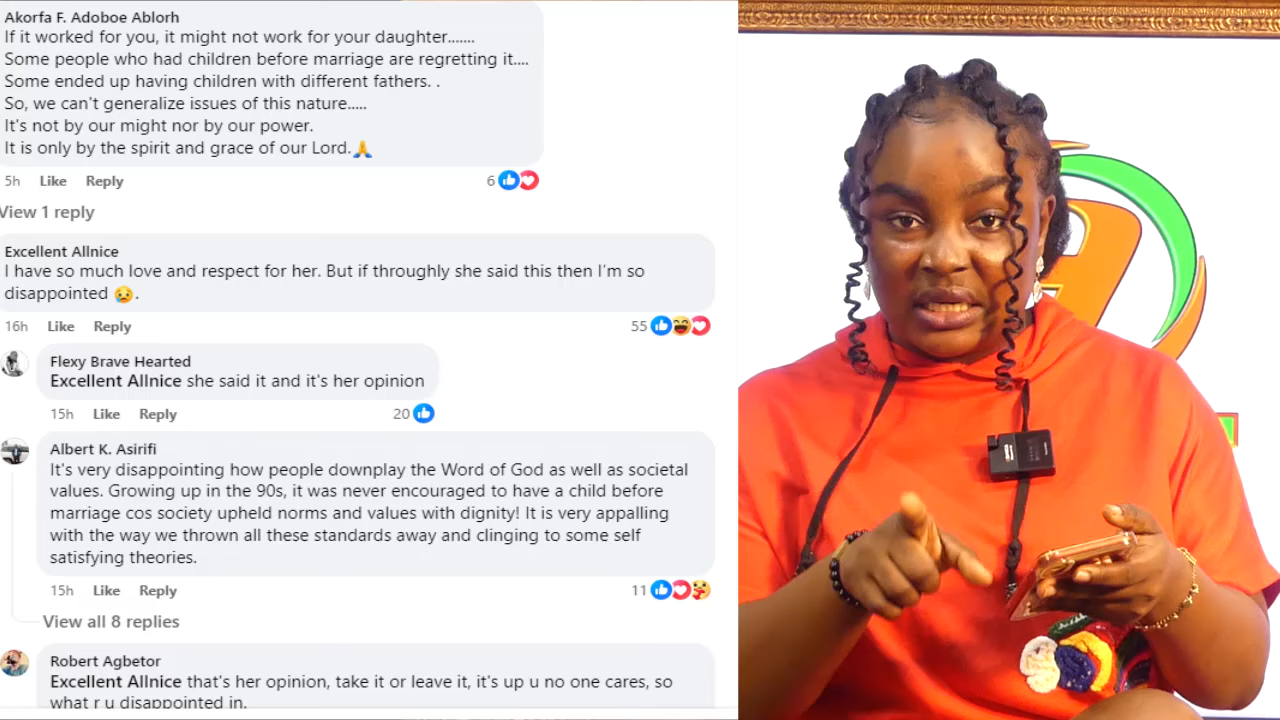 Akorfa F. Adoboe Ablorh
If it worked for you, it might not work for your daughter.......
Some people who had children before marriage are regretting it....
Some ended up having children with different fathers. .
So, we can't generalize issues of this nature.....
It's not by our might nor by our power.
It is only by the spirit and grace of our Lord.🙏
5h Like Reply 6
View 1 reply
Excellent Allnice
I have so much love and respect for her. But if throughly she said this then I'm so
disappointed 😥.
16h Like Reply 55
Flexy Brave Hearted
Excellent Allnice she said it and it's her opinion
15h Like Reply 20
Albert K. Asirifi
It's very disappointing how people downplay the Word of God as well as societal
values. Growing up in the 90s, it was never encouraged to have a child before
marriage cos society upheld norms and values with dignity! It is very appalling
with the way we thrown all these standards away and clinging to some self
satisfying theories.
15h Like Reply 11
View all 8 replies
Robert Agbetor
Excellent Allnice that's her opinion, take it or leave it, it's up u no one cares, so
what r u disappointed in.